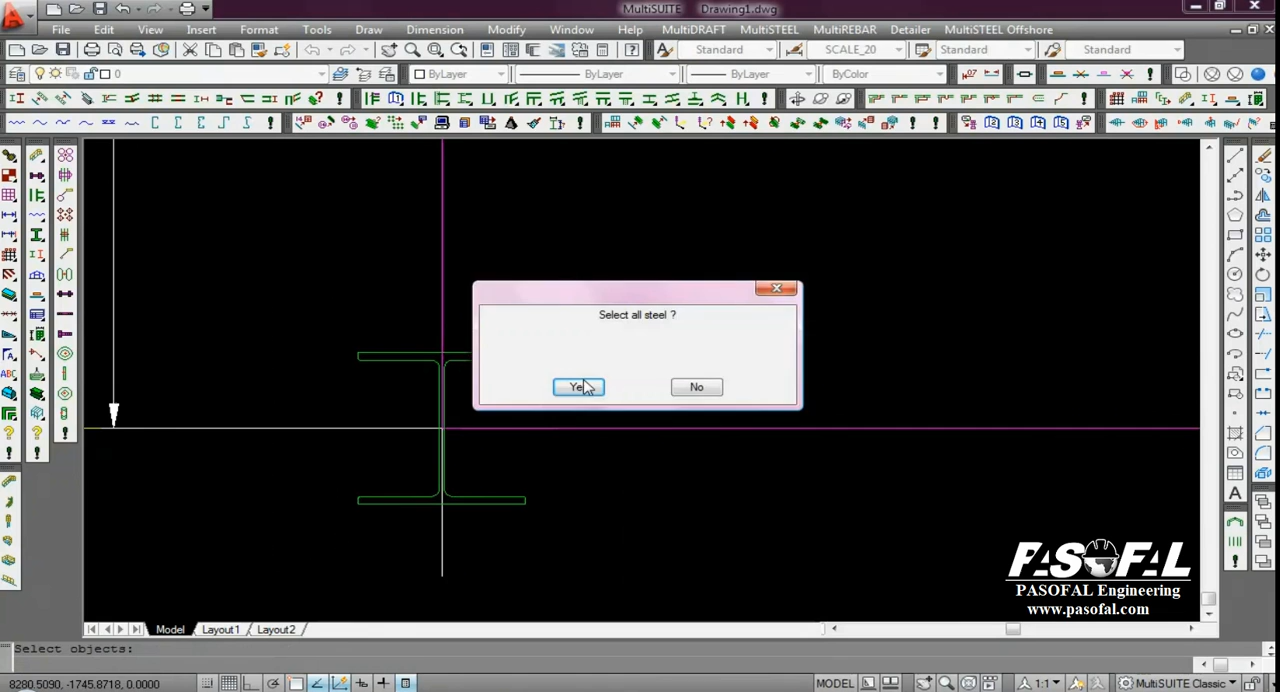 MultiSUITE Drawing1.dwg
File Edit View Insert Format Tools Draw Dimension Modify Window Help MultiDRAFT MultiSTEEL MultiREBAR Detailer MultiSTEEL Offshore
Standard SCALE_20 Standard Standard
0 ByLayer ByLayer ByLayer ByColor
Select all steel ?
Yes No
PASOFAL
PASOFAL Engineering
www.pasofal.com
Model Layout1 Layout2
Select objects:
8280.5090, -1745.8718, 0.0000 MODEL 1:1 MultiSUITE Classic